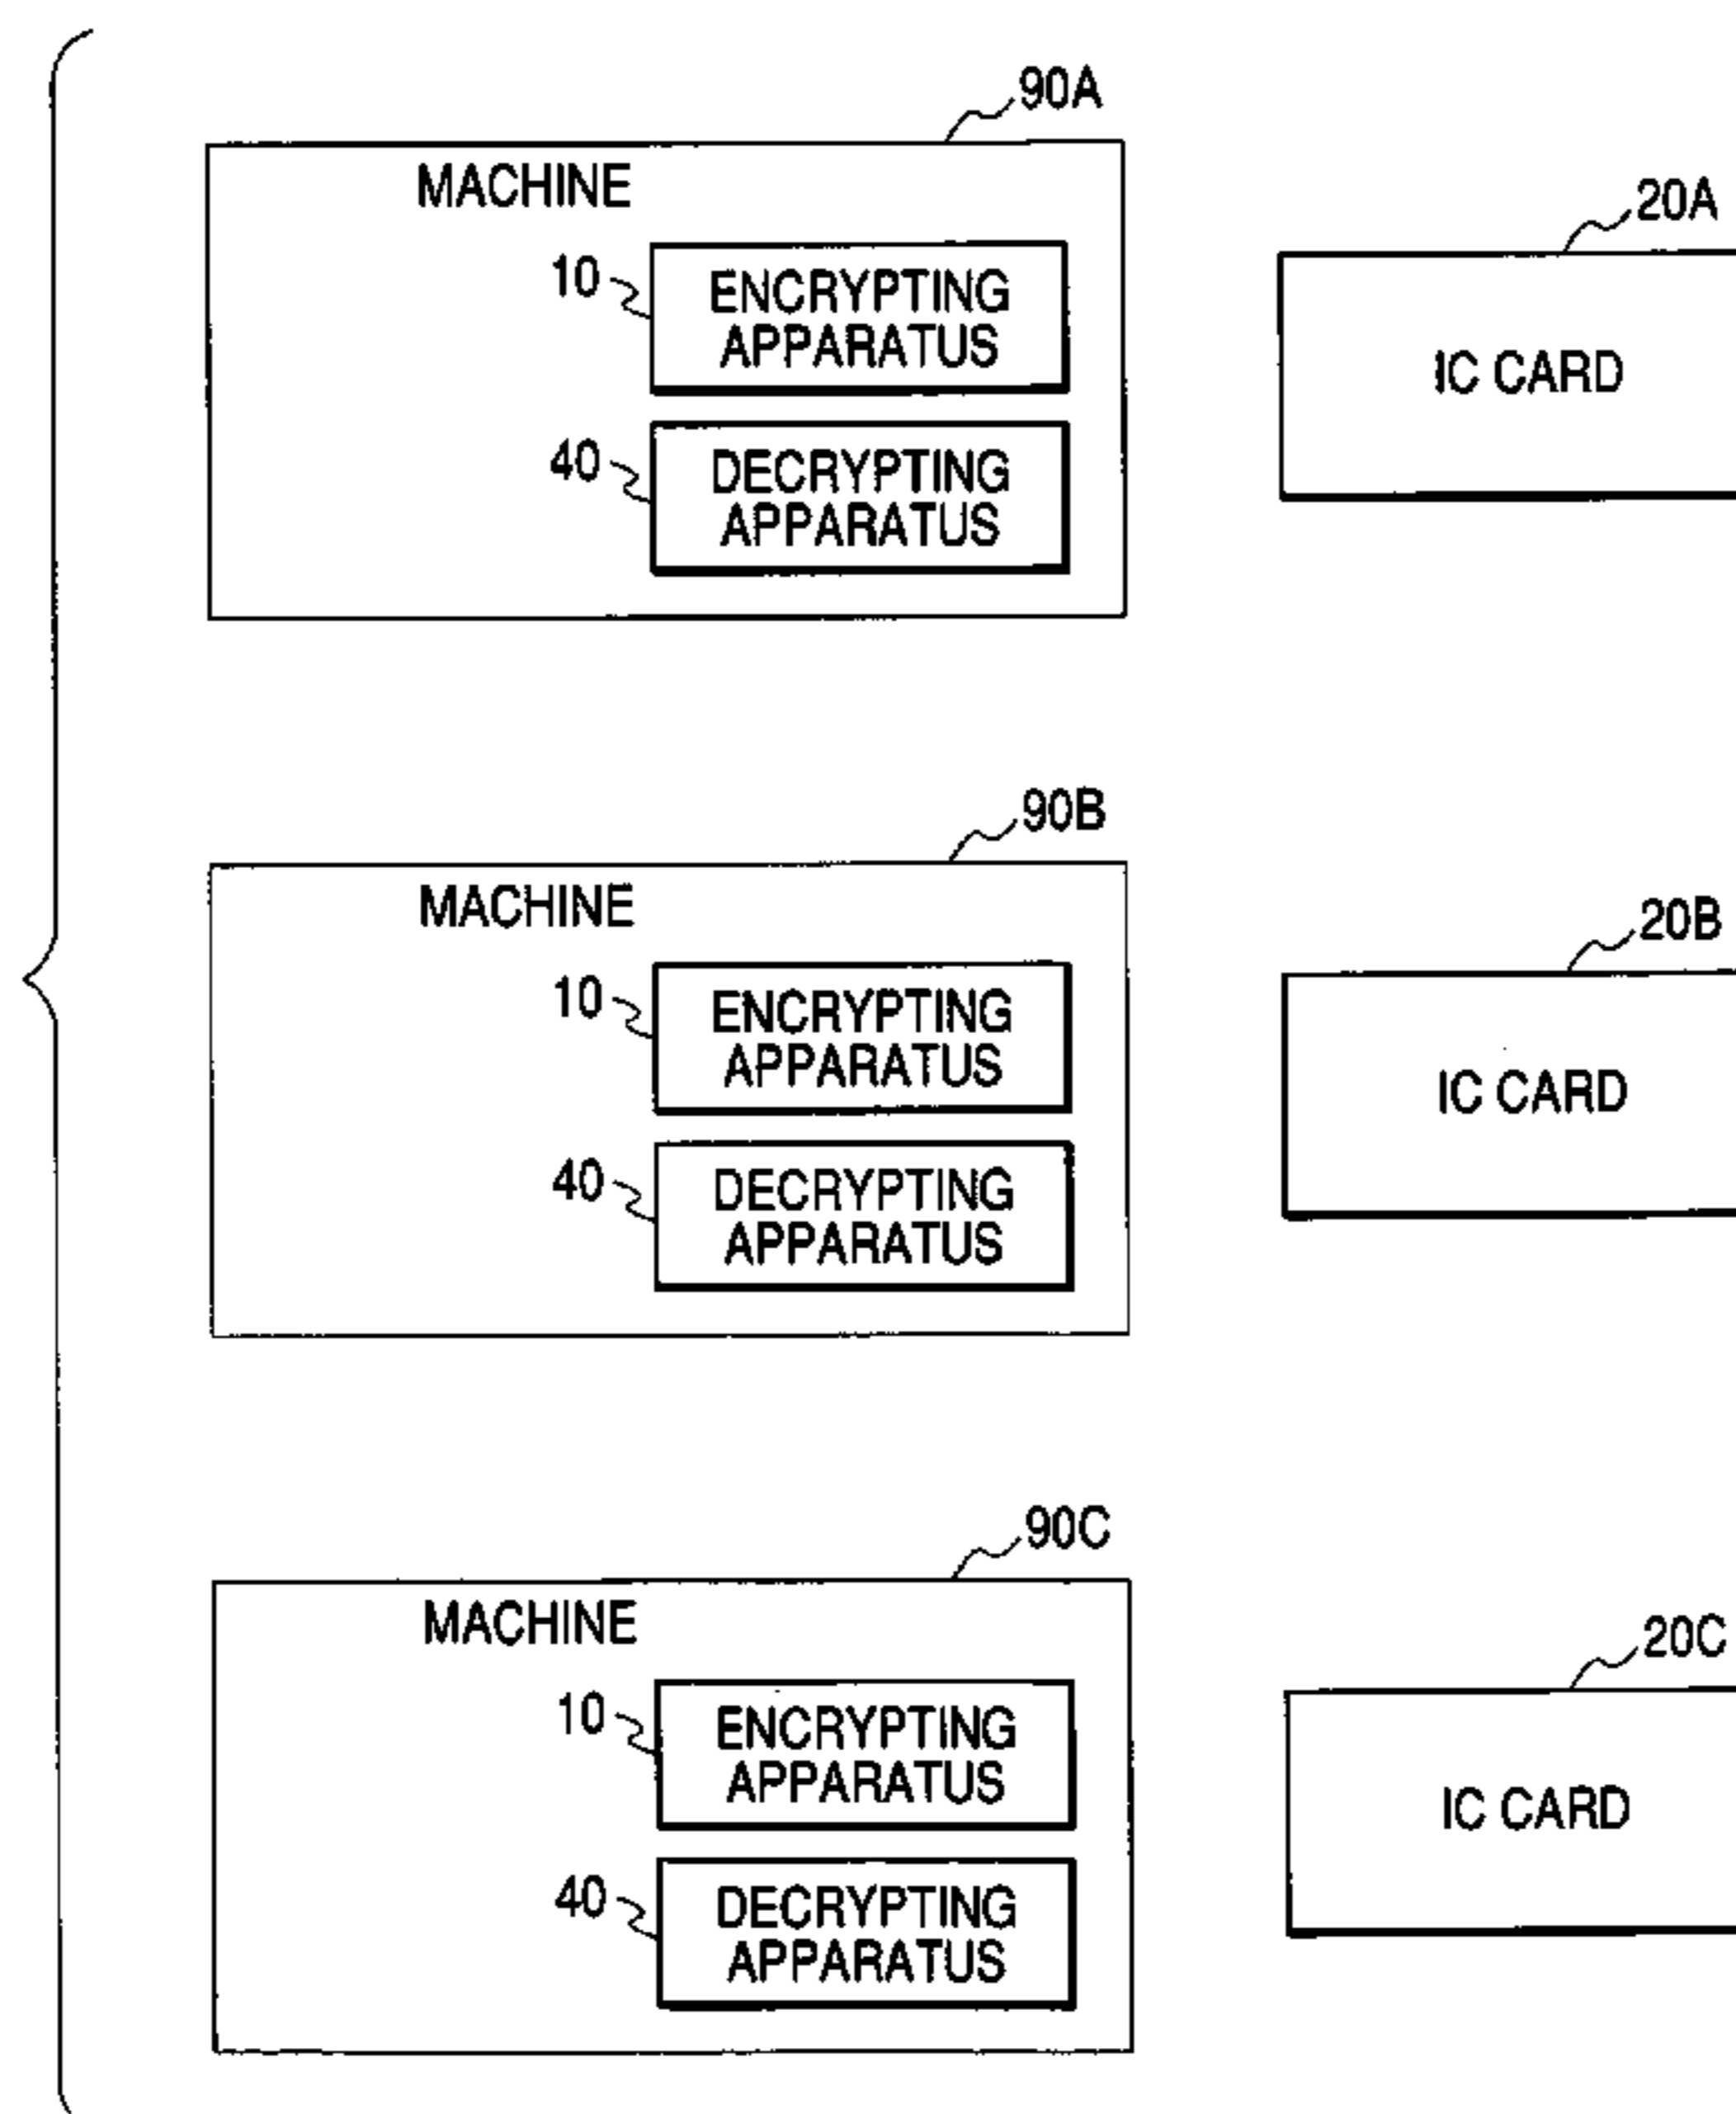 90A
MACHINE
20A
10
ENCRYPTING
APPARATUS
IC CARD
40
DECRYPTING
APPARATUS
90B
MACHINE
20B
10
ENCRYPTING
APPARATUS
IC CARD
40
DECRYPTING
APPARATUS
90C
MACHINE
20C
10
ENCRYPTING
APPARATUS
IC CARD
40
DECRYPTING
APPARATUS